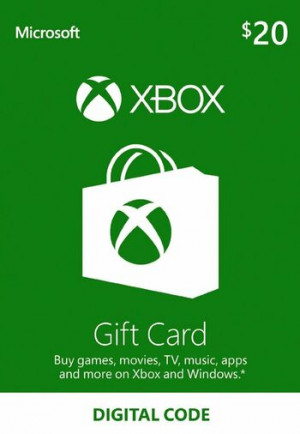 Microsoft
$20
XBOX
Gift Card
Buy games, movies, TV, music, apps
and more on Xbox and Windows.*
DIGITAL CODE